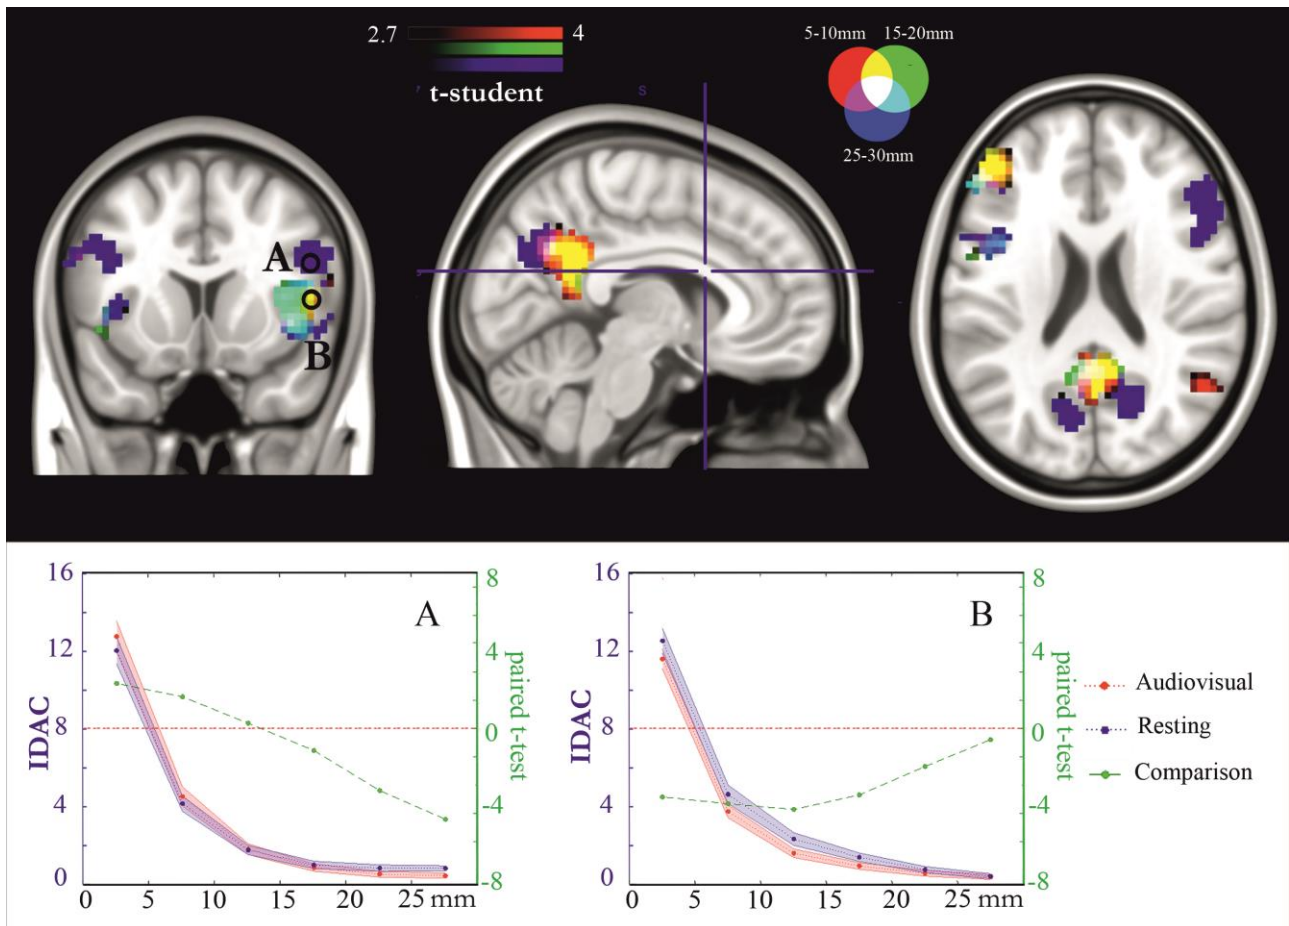 2.7
4
t-student
s
5-10mm 15-20mm
25-30mm
A
B
16
12
8
4
0
IDAC
0 5 10 15 20 25 mm
8
4
0
-4
-8
paired t-test
A
16
12
8
4
0
IDAC
0 5 10 15 20 25 mm
8
4
0
-4
-8
paired t-test
B
Audiovisual
Resting
Comparison